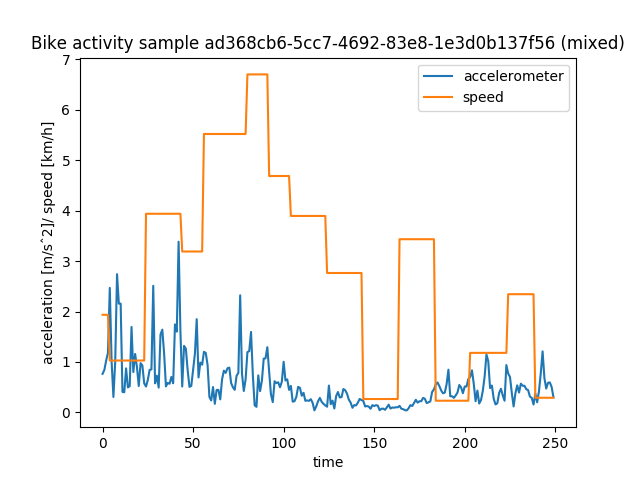 Bike activity sample ad368cb6-5cc7-4692-83e8-1e3d0b137f56 (mixed)
accelerometer
speed
acceleration [m/s^2]/ speed [km/h]
7
6
5
4
3
2
1
0
0 50 100 150 200 250
time